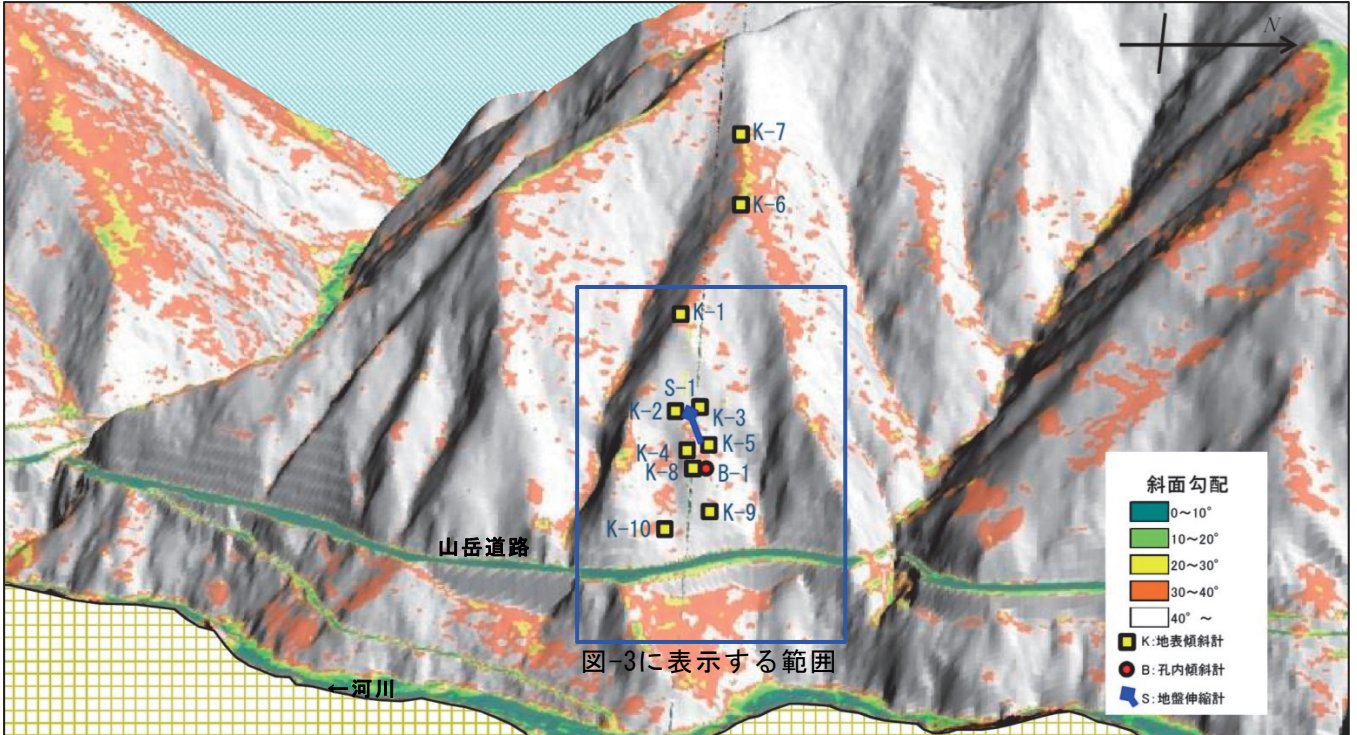 N
K-7
K-6
K-1
S-1
K-2
K-3
K-5
K-4
K-8
B-1
K-9
K-10
山岳道路
図-3に表示する範囲
←河川
斜面勾配
0～10°
10～20°
20～30°
30～40°
40° ～
K:地表傾斜計
B:孔内傾斜計
S:地盤伸縮計